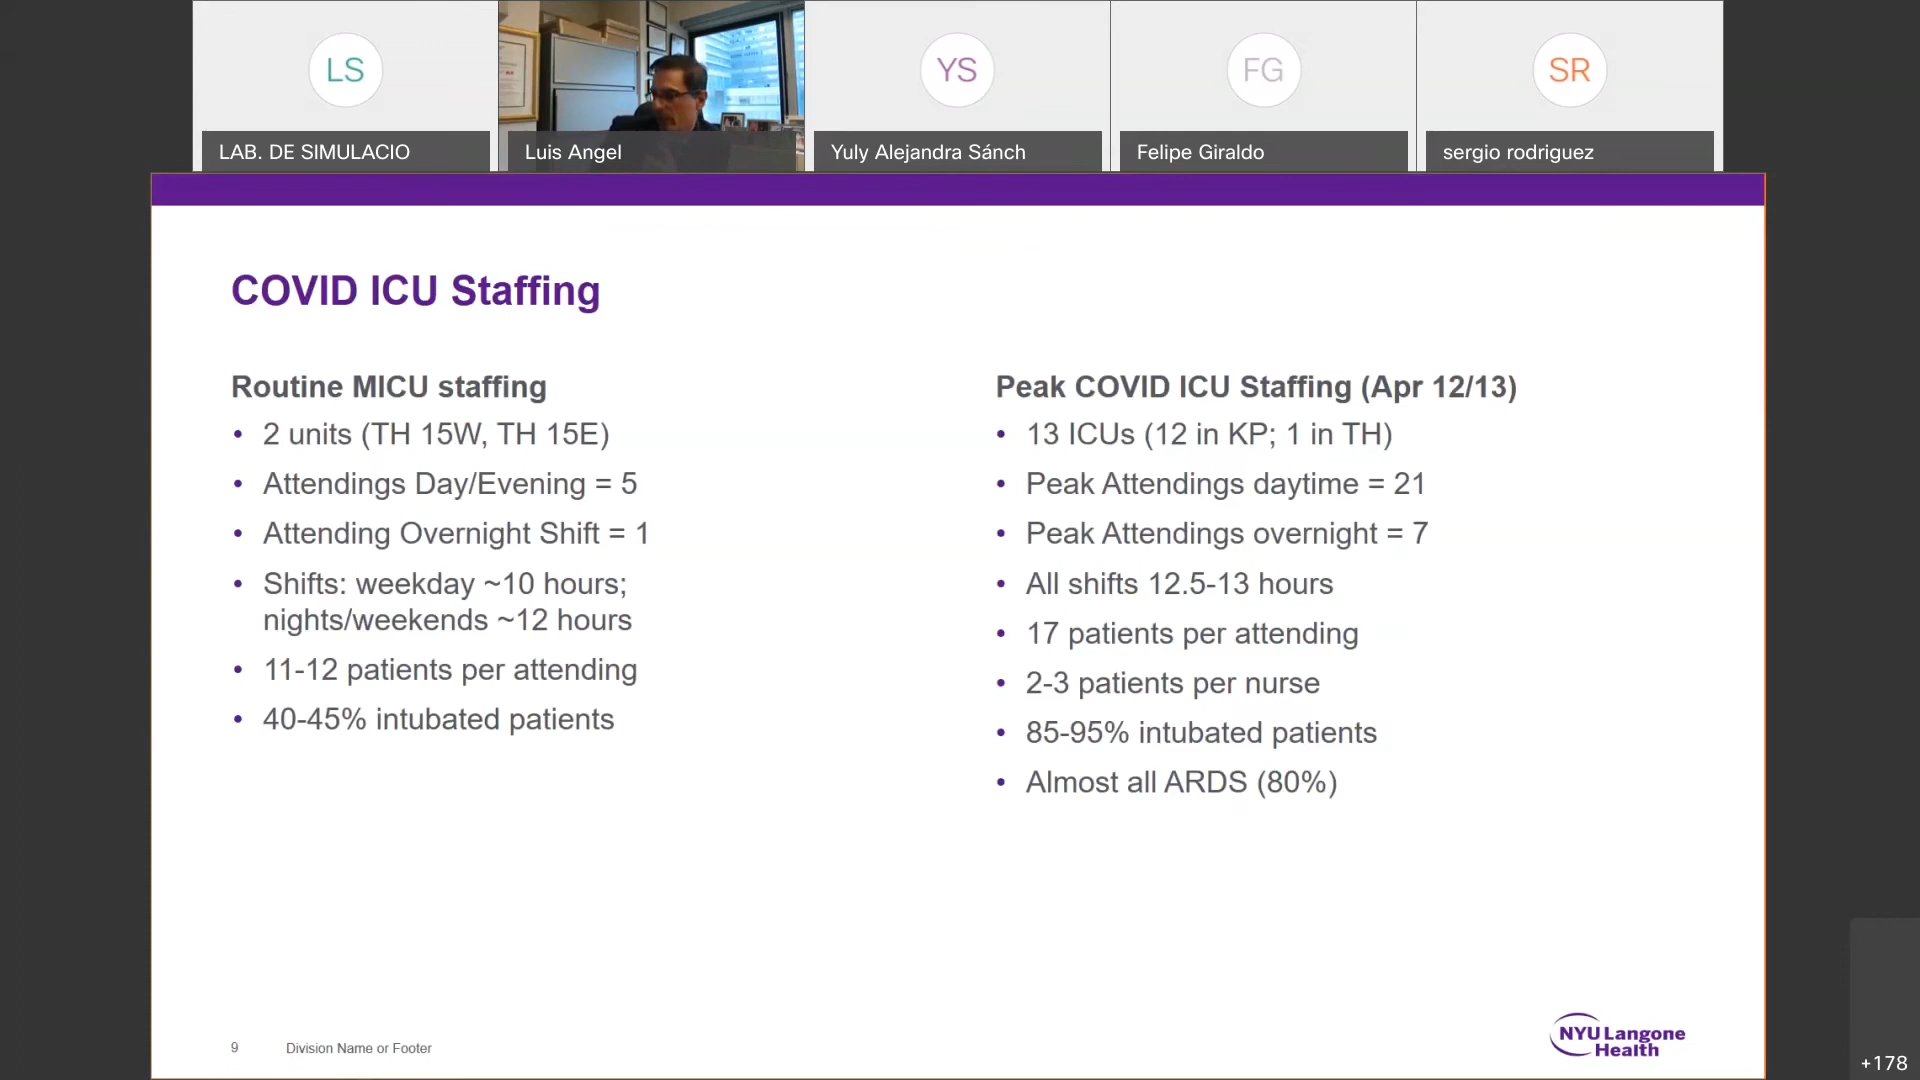 LS
YS
FG
SR
LAB. DE SIMULACIO
Luis Angel
Yuly Alejandra Sánch
Felipe Giraldo
sergio rodriguez
COVID ICU Staffing
Routine MICU staffing
• 2 units (TH 15W, TH 15E)
• Attendings Day/Evening = 5
• Attending Overnight Shift = 1
• Shifts: weekday ~10 hours;
nights/weekends ~12 hours
• 11-12 patients per attending
• 40-45% intubated patients
Peak COVID ICU Staffing (Apr 12/13)
• 13 ICUs (12 in KP; 1 in TH)
• Peak Attendings daytime = 21
• Peak Attendings overnight = 7
• All shifts 12.5-13 hours
• 17 patients per attending
• 2-3 patients per nurse
• 85-95% intubated patients
• Almost all ARDS (80%)
9
Division Name or Footer
NYU Langone
Health
+178